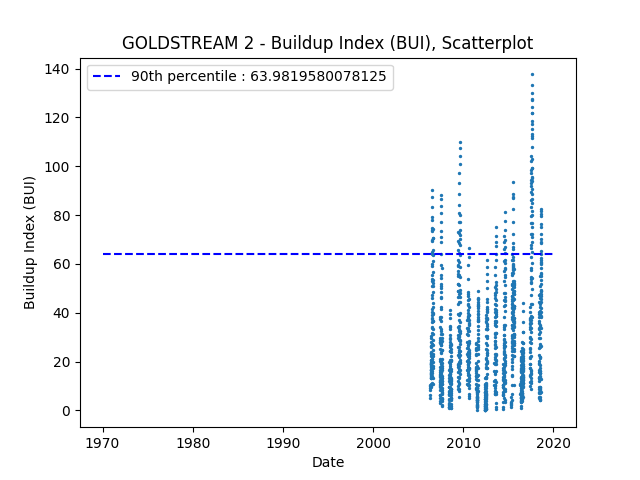 GOLDSTREAM 2 - Buildup Index (BUI), Scatterplot
90th percentile : 63.9819580078125
Buildup Index (BUI)
140
120
100
80
60
40
20
0
1970 1980 1990 2000 2010 2020
Date